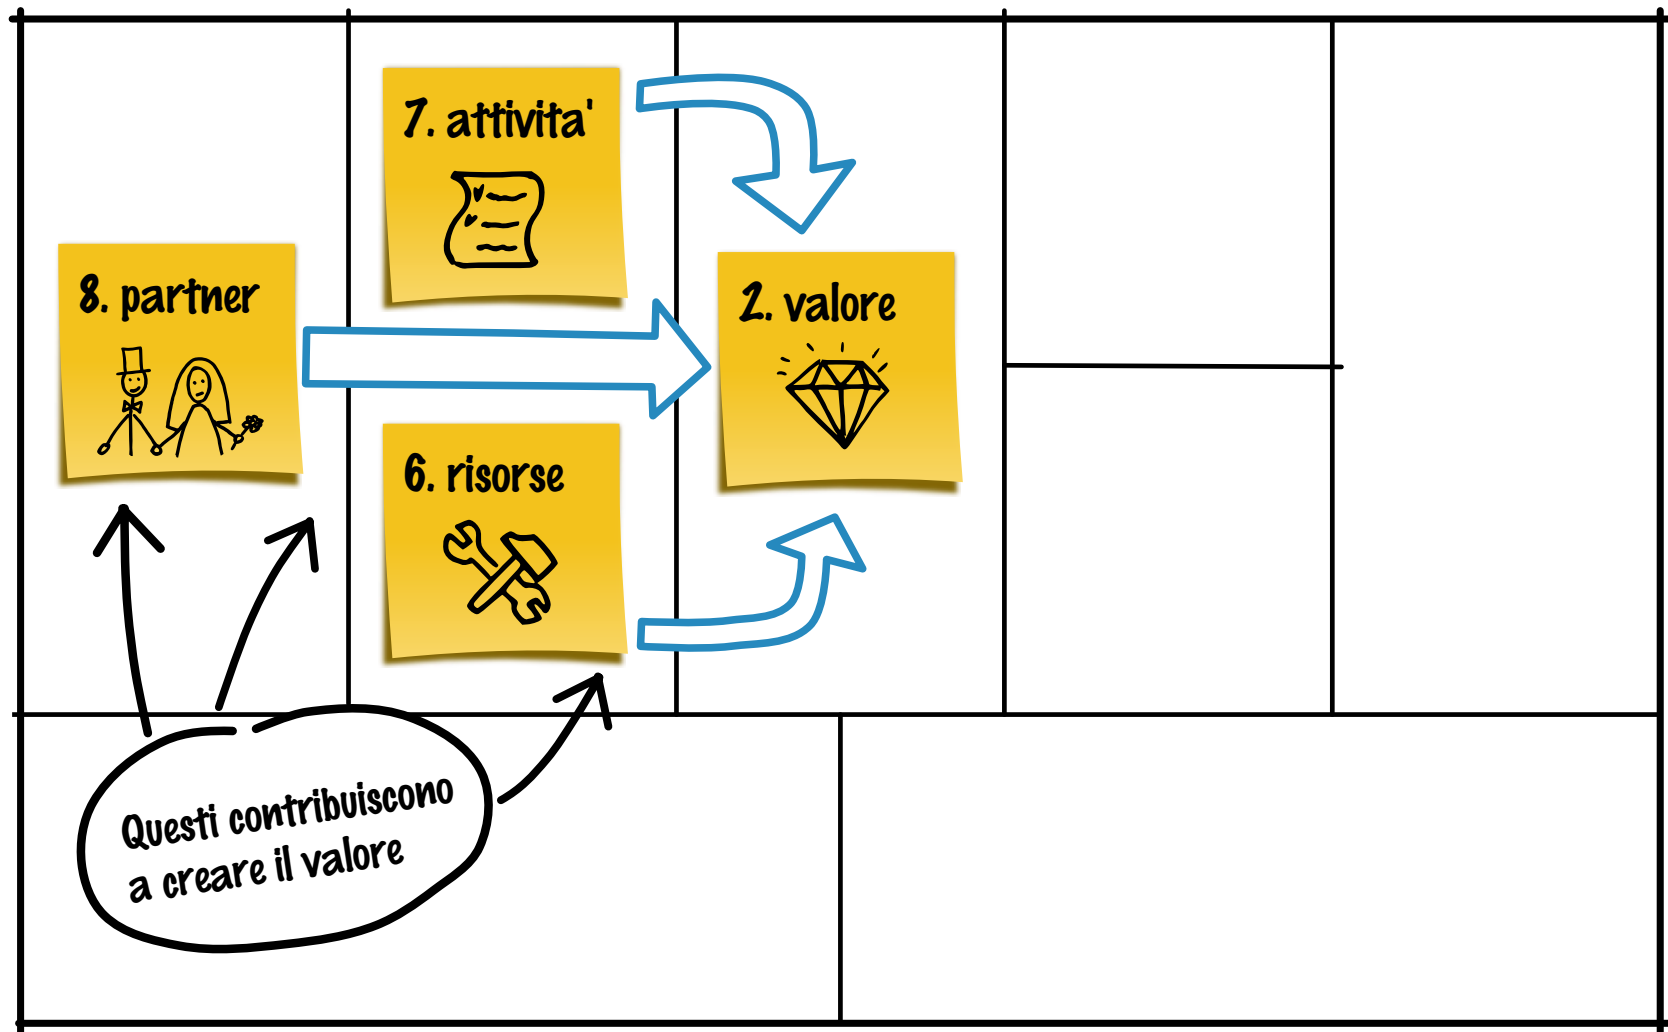 7. attivita'
8. partner
2. valore
6. risorse
Questi contribuiscono
a creare il valore